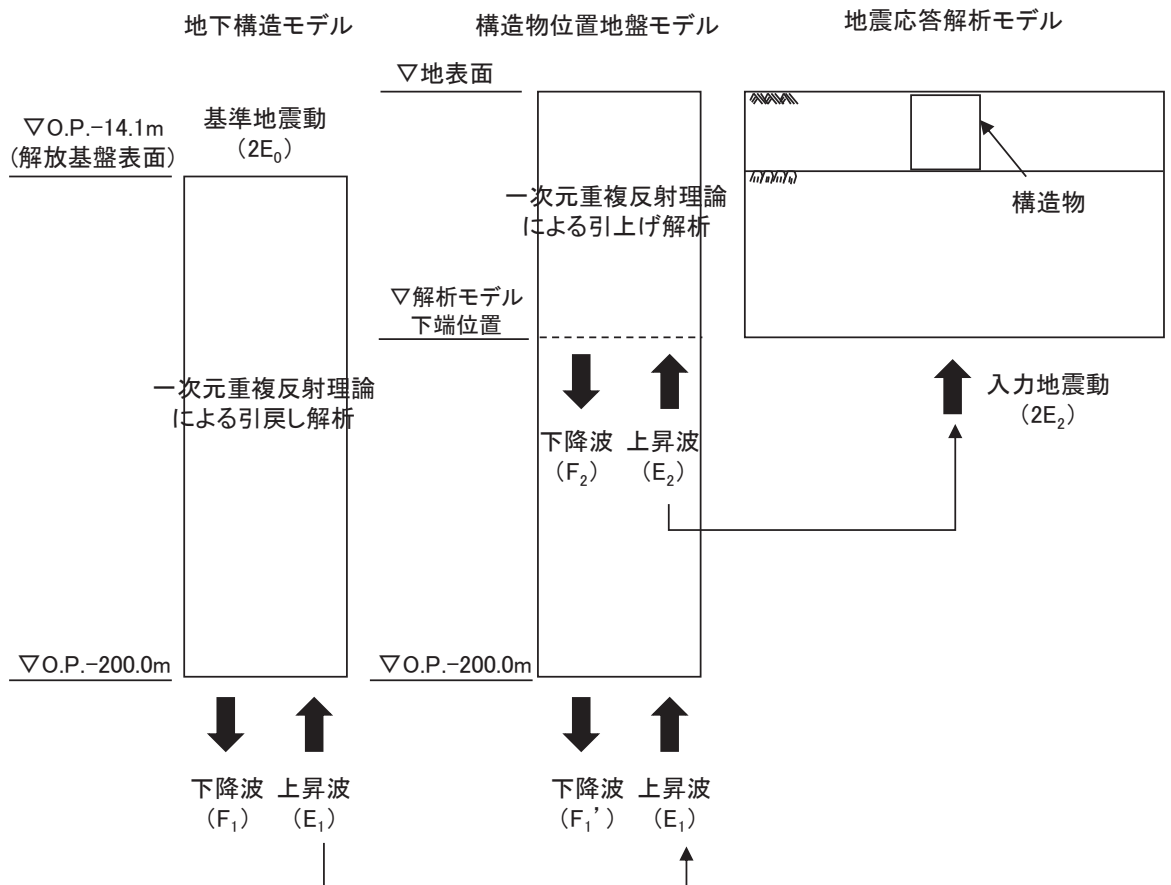 地下構造モデル
▽O.P.-14.1m
(解放基盤表面)
基準地震動
(2E₀)
一次元重複反射理論
による引戻し解析
▽O.P.-200.0m
下降波
(F₁)
上昇波
(E₁)
構造物位置地盤モデル
▽地表面
一次元重複反射理論
による引上げ解析
▽解析モデル
下端位置
下降波
(F₂)
上昇波
(E₂)
▽O.P.-200.0m
下降波
(F₁’)
上昇波
(E₁)
地震応答解析モデル
構造物
入力地震動
(2E₂)